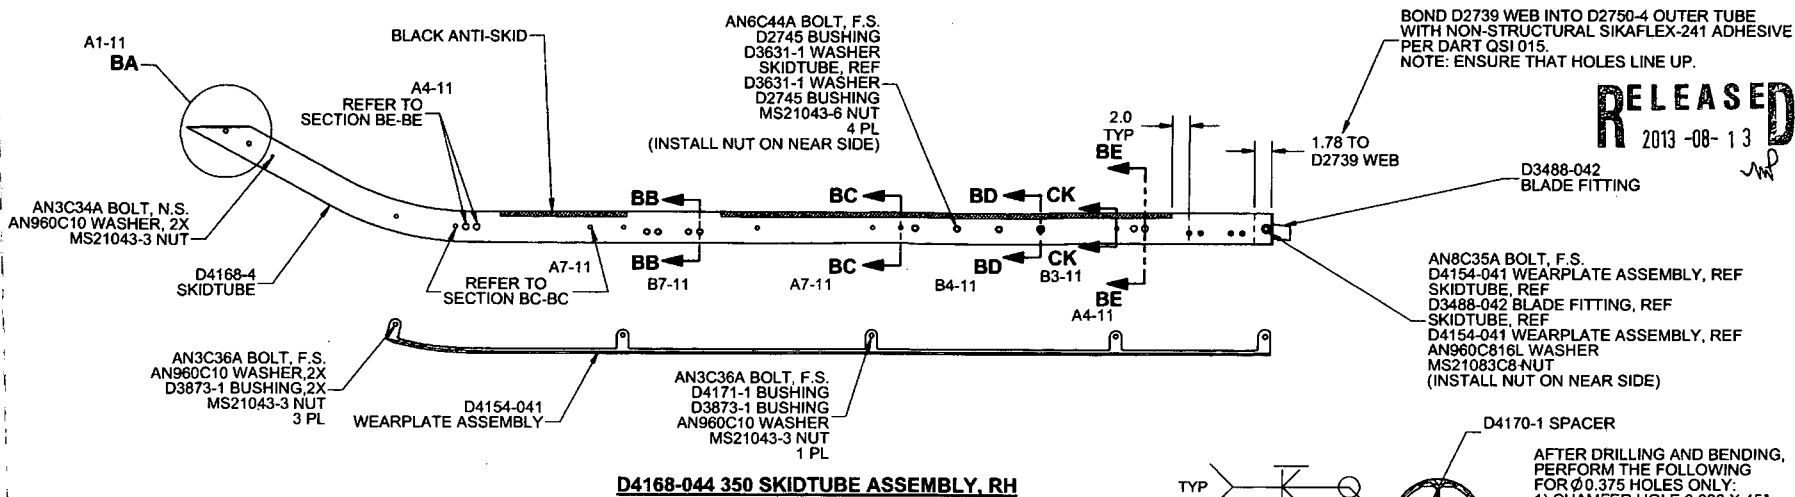 A1-11
BA
BLACK ANTI-SKID
A4-11
REFER TO
SECTION BE-BE
AN6C44A BOLT, F.S.
D2745 BUSHING
D3631-1 WASHER
SKIDTUBE, REF
D3631-1 WASHER
D2745 BUSHING
MS21043-6 NUT
4 PL
(INSTALL NUT ON NEAR SIDE)
BOND D2739 WEB INTO D2750-4 OUTER TUBE
WITH NON-STRUCTURAL SIKAFLEX-241 ADHESIVE
PER DART QSI 015.
NOTE: ENSURE THAT HOLES LINE UP.
RELEASED
2013-08-13
2.0
TYP
1.78 TO
D2739 WEB
D3488-042
BLADE FITTING
AN3C34A BOLT, N.S.
AN960C10 WASHER, 2X
MS21043-3 NUT
D4168-4
SKIDTUBE
BB
BC
BD
CK
BE
BB
BC
BD
CK
BE
A7-11
REFER TO
SECTION BC-BC
B7-11
A7-11
B4-11
B3-11
A4-11
AN8C35A BOLT, F.S.
D4154-041 WEARPLATE ASSEMBLY, REF
SKIDTUBE, REF
D3488-042 BLADE FITTING, REF
SKIDTUBE, REF
D4154-041 WEARPLATE ASSEMBLY, REF
AN960C816L WASHER
MS21083C8 NUT
(INSTALL NUT ON NEAR SIDE)
AN3C36A BOLT, F.S.
AN960C10 WASHER,2X
D3873-1 BUSHING,2X
MS21043-3 NUT
3 PL
D4154-041
WEARPLATE ASSEMBLY
AN3C36A BOLT, F.S.
D4171-1 BUSHING
D3873-1 BUSHING
AN960C10 WASHER
MS21043-3 NUT
1 PL
D4168-044 350 SKIDTUBE ASSEMBLY, RH
TYP
D4170-1 SPACER
AFTER DRILLING AND BENDING,
PERFORM THE FOLLOWING
FOR Ø0.375 HOLES ONLY: